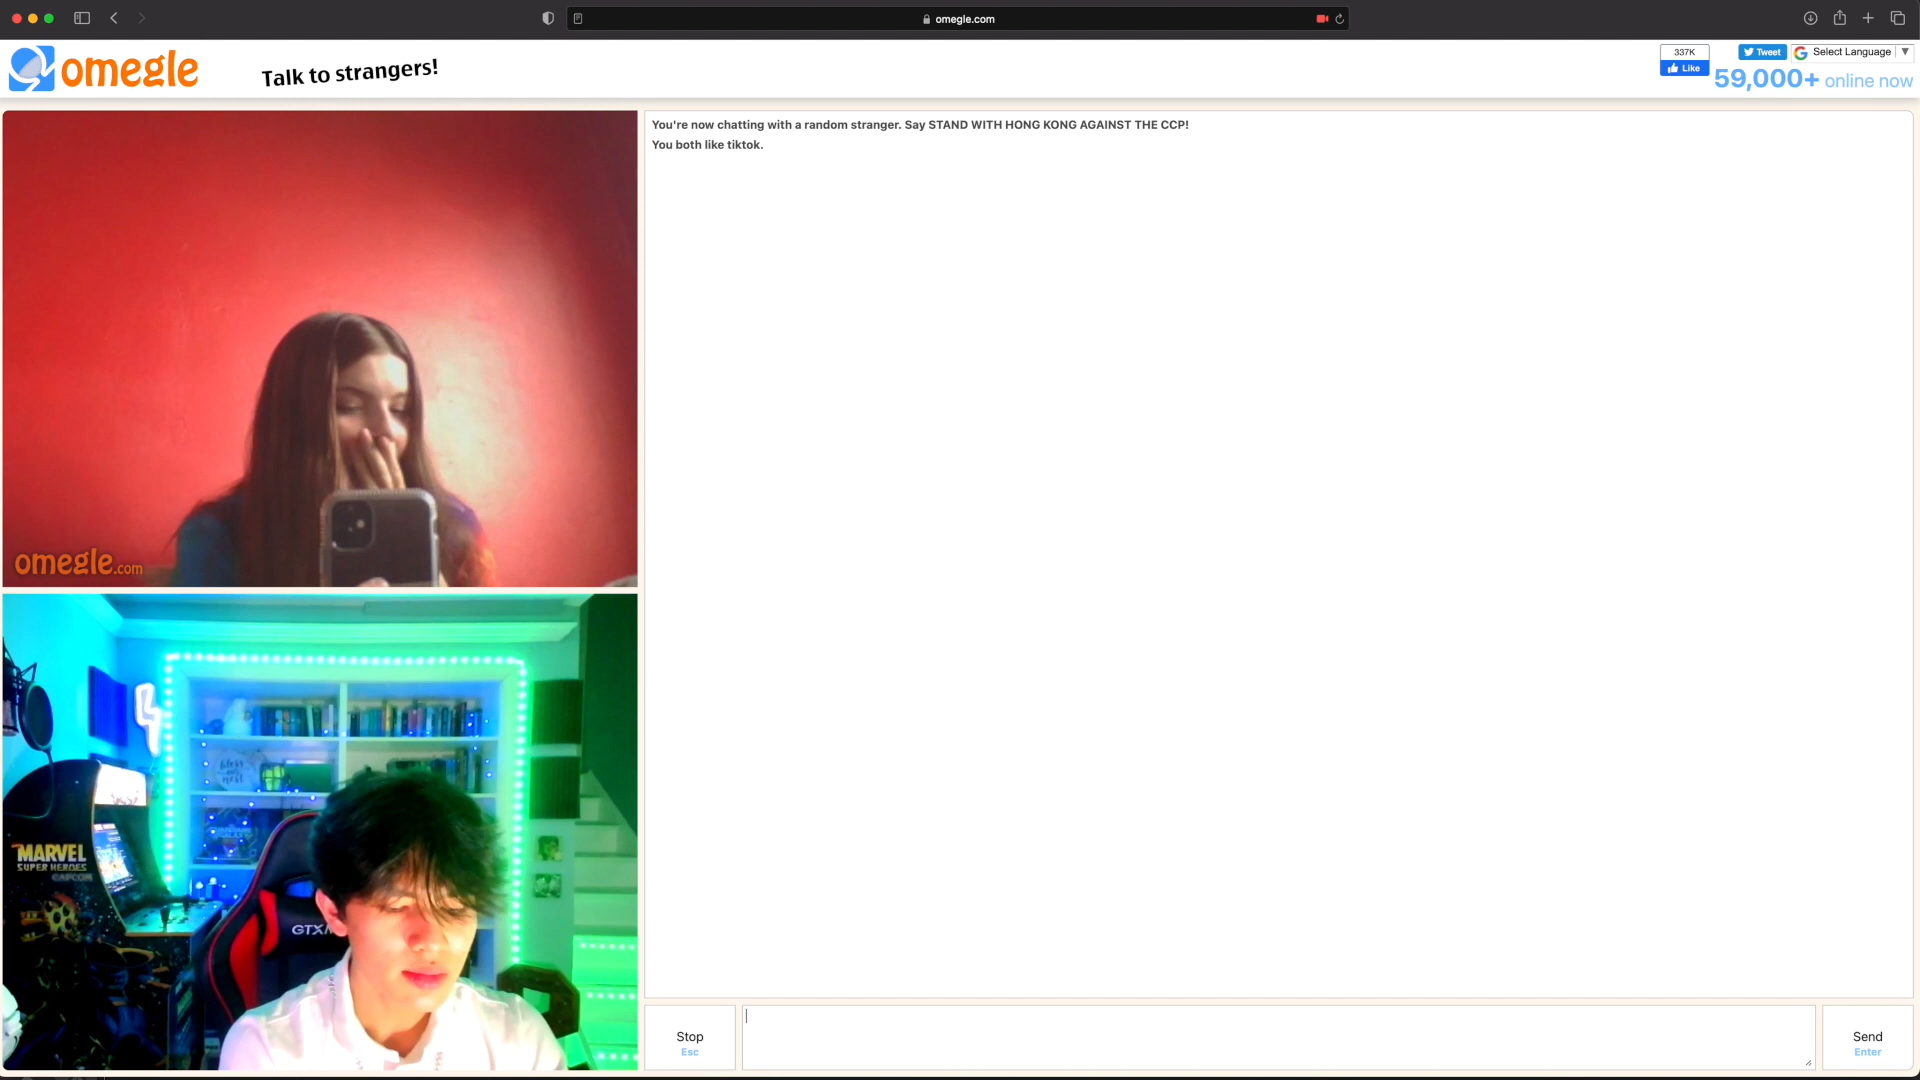 omegle.com
omegle
Talk to strangers!
337K
Like
Tweet
Select Language
59,000+ online now
You're now chatting with a random stranger. Say STAND WITH HONG KONG AGAINST THE CCP!
You both like tiktok.
omegle.com
MARVEL
SUPER HEROES
CAPCOM
GTX
Stop
Esc
Send
Enter